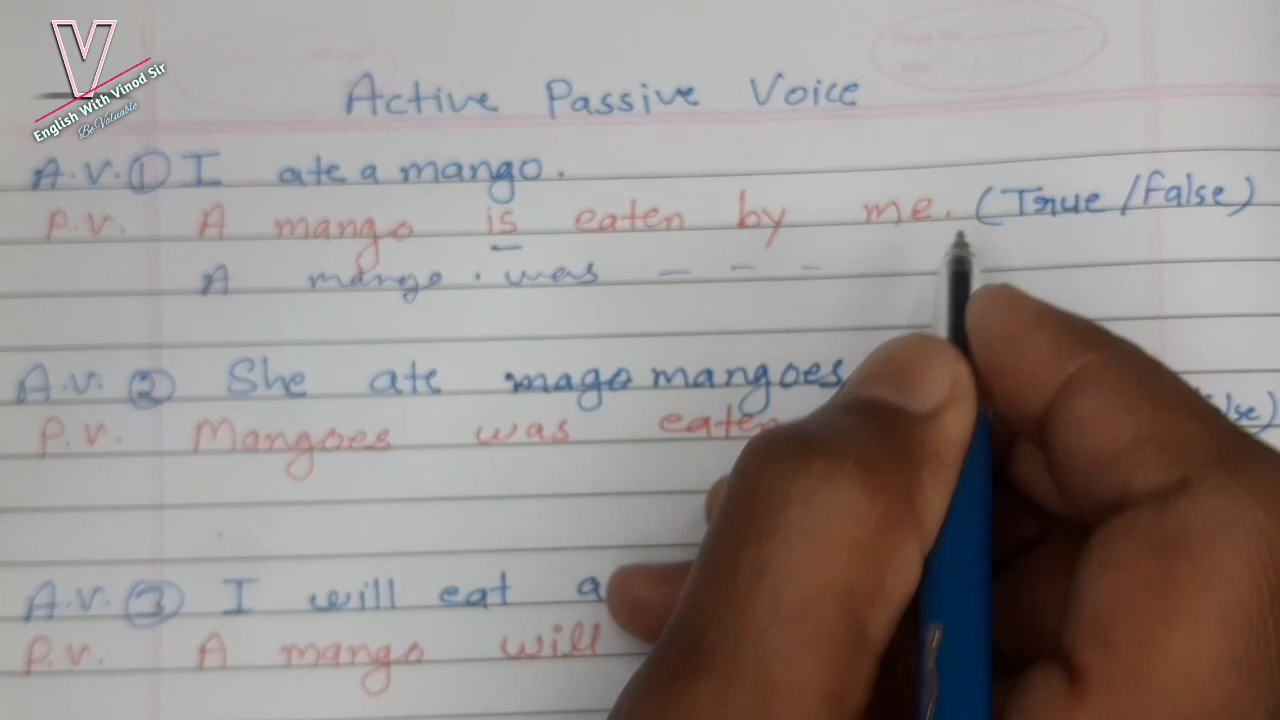 V
English With Vinod Sir
Be Valuable
Active Passive Voice
A.V. ① I ate a mango.
P.V. A mango is eaten by me. (True/False)
A mango. was - - -
A.V. ② She ate mago mangoes
P.V. Mangoes was eaten lse)
A.V. ③ I will eat a
P.V. A mango will